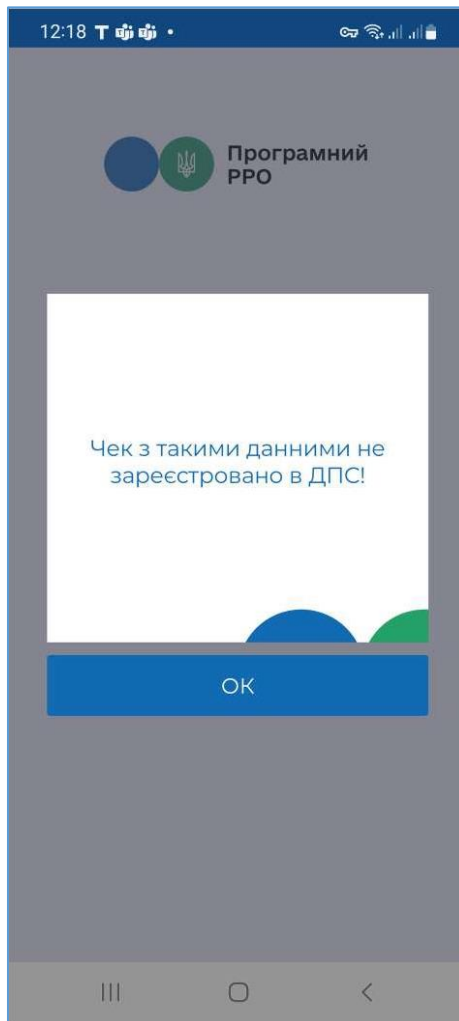 12:18
Програмний
РРО
Чек з такими данними не
зареєстровано в ДПС!
ОК